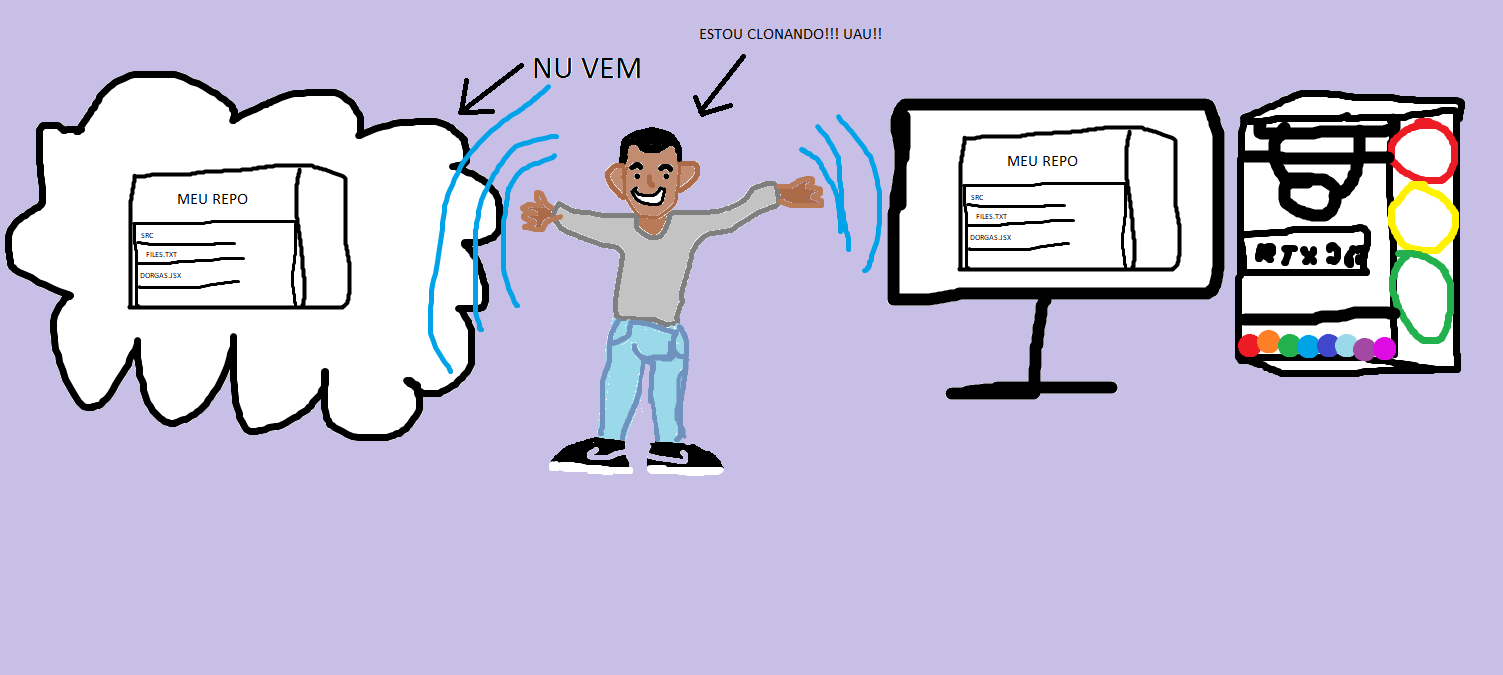 ESTOU CLONANDO!!! UAU!!
NU VEM
MEU REPO
SRC
FILES.TXT
DORGAS.JSX
MEU REPO
SRC
FILES.TXT
DORGAS.JSX
RTX